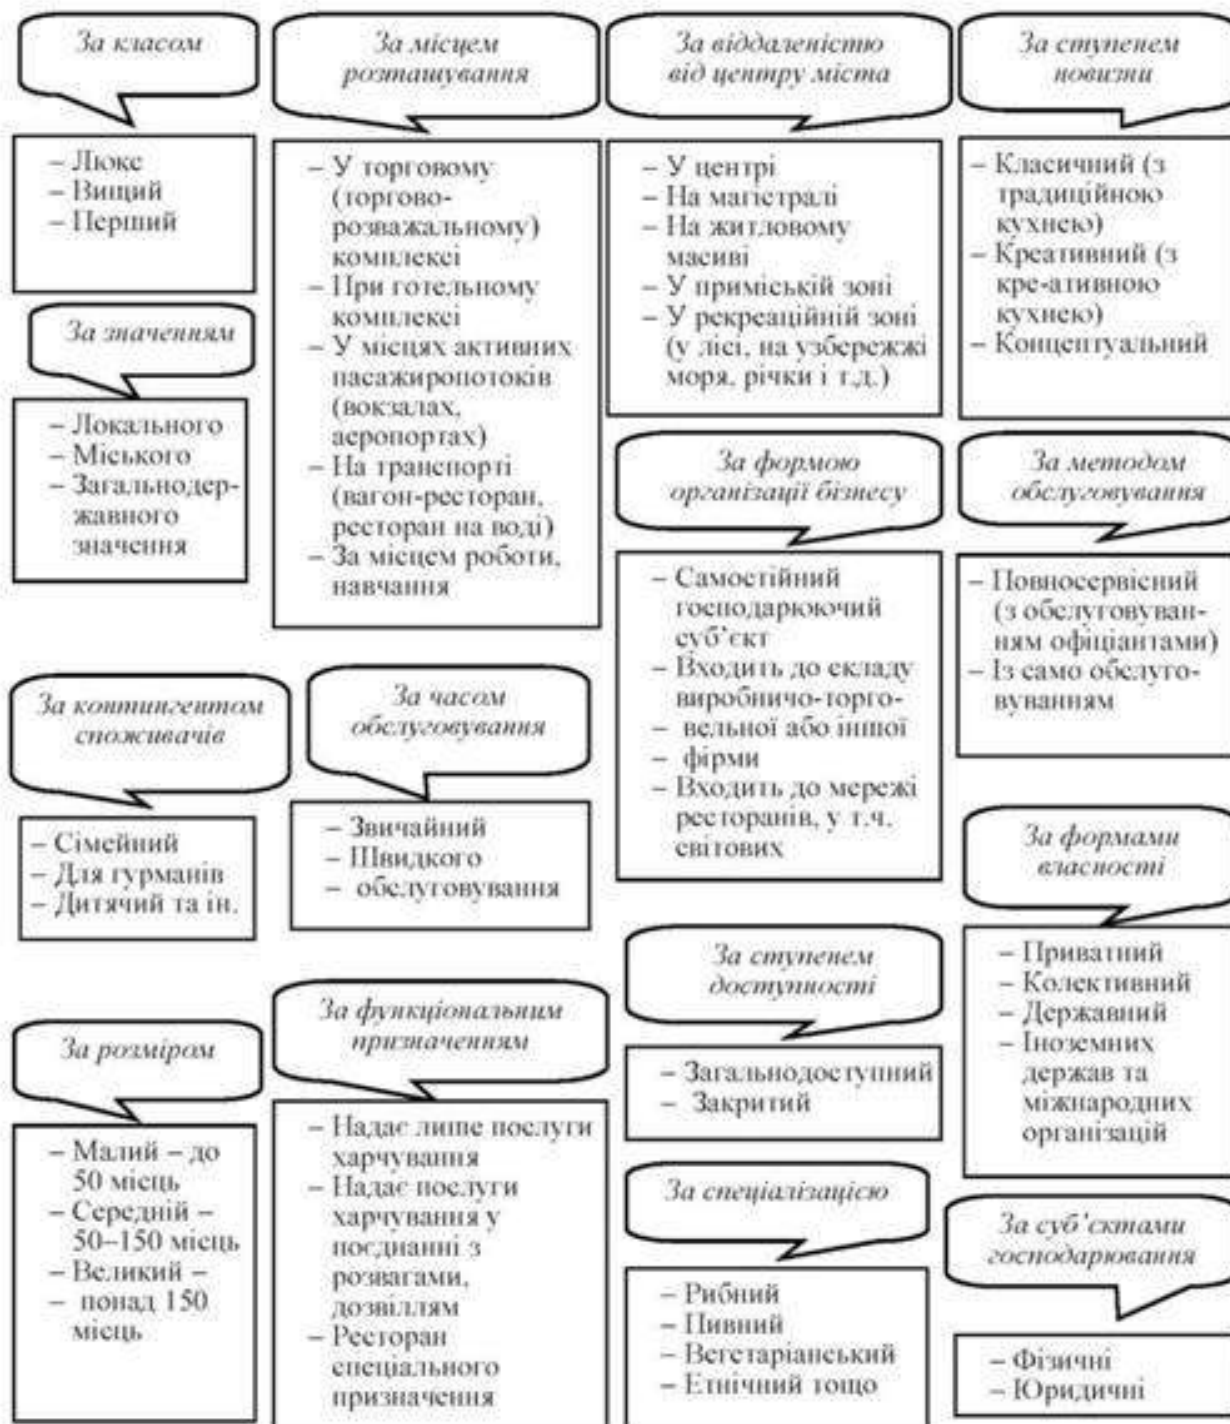 За класом
– Люкс
– Вищий
– Перший
За значенням
– Локального
– Міського
– Загальнодер-
жавного
значення
За місцем
розташування
– У торговому
(торгово-
розважальному)
комплексі
– При готельному
комплексі
– У місцях активних
пасажиропотоків
(вокзалах,
аеропортах)
– На транспорті
(вагон-ресторан,
ресторан на воді)
– За місцем роботи,
навчання
За віддаленістю
від центру міста
– У центрі
– На магістралі
– На житловому
масиві
– У приміській зоні
– У рекреаційній зоні
(у лісі, на узбережжі
моря, річки і т.д.)
За ступенем
новизни
– Класичний (з
традиційною
кухнею)
– Креативний (з
кре-ативною
кухнею)
– Концептуальний
За формою
організації бізнесу
– Самостійний
господарюючий
суб’єкт
– Входить до екладу
виробничо-торго-
– вельної або іншої
– фірми
– Входить до мережі
ресторанів, у т.ч.
світових
За методом
обслуговування
– Повносервісний
(з обслуговуван-
ням офіціантами)
– Із само обслуго-
вуванням
За контингентом
споживачів
– Сімейний
– Для гурманів
– Дитячий та ін.
За часом
обслуговування
– Звичайний
– Швидкого
– обслуговування
За формами
власності
– Приватний
– Колективний
– Державний
– Іноземних
держав та
міжнародних
організацій
За розміром
– Малий – до
50 місць
– Середній –
50–150 місць
– Великий –
– понад 150
місць
За функціональним
призначенням
– Надає лише послуги
харчування
– Надає послуги
харчування у
поєднанні з
розвагами,
дозвіллям
– Ресторан
спеціального
призначення
За ступенем
доступності
– Загальнодоступний
– Закритий
За спеціалізацією
– Рибний
– Пивний
– Вегетаріанський
– Етнічний тощо
За суб’єктами
господарювання
– Фізичні
– Юридичні